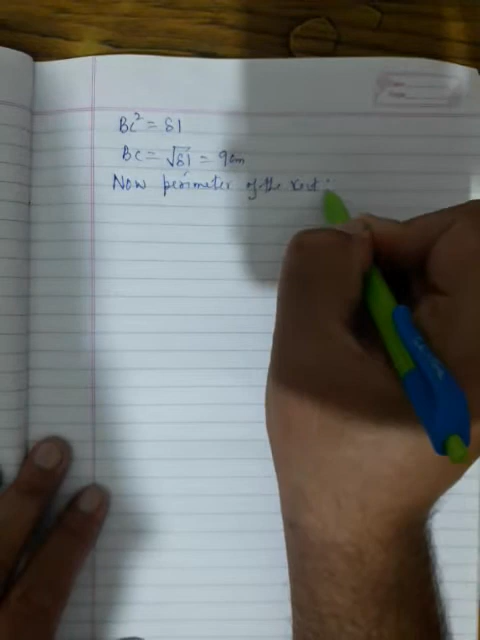 BC² = 81
BC = √81 = 9cm
Now perimeter of the rect: